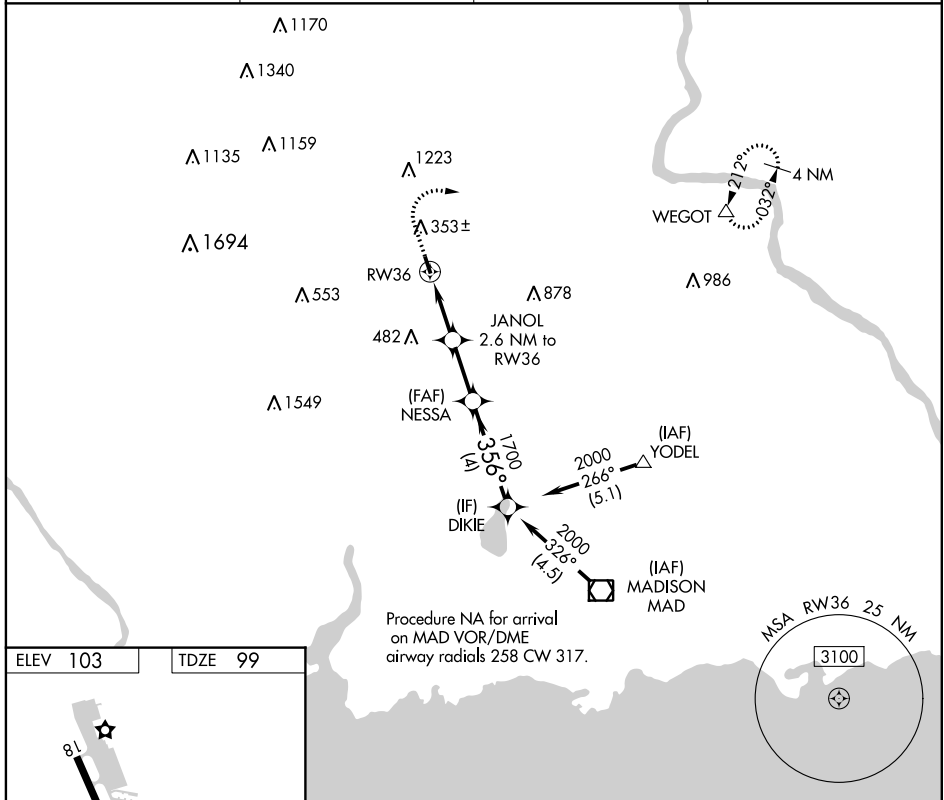 1170
1340
1135
1159
1223
212°
032°
4 NM
WEGOT
353±
1694
RW36
553
878
986
JANOL
2.6 NM to
RW36
482
(FAF)
NESSA
1549
1700
356°
(4)
(IAF)
YODEL
2000
266°
(5.1)
(IF)
DIKIE
2000
326°
(4.5)
(IAF)
MADISON
MAD
Procedure NA for arrival
on MAD VOR/DME
airway radials 258 CW 317.
MSA RW36 25 NM
3100
ELEV 103
TDZE 99
18